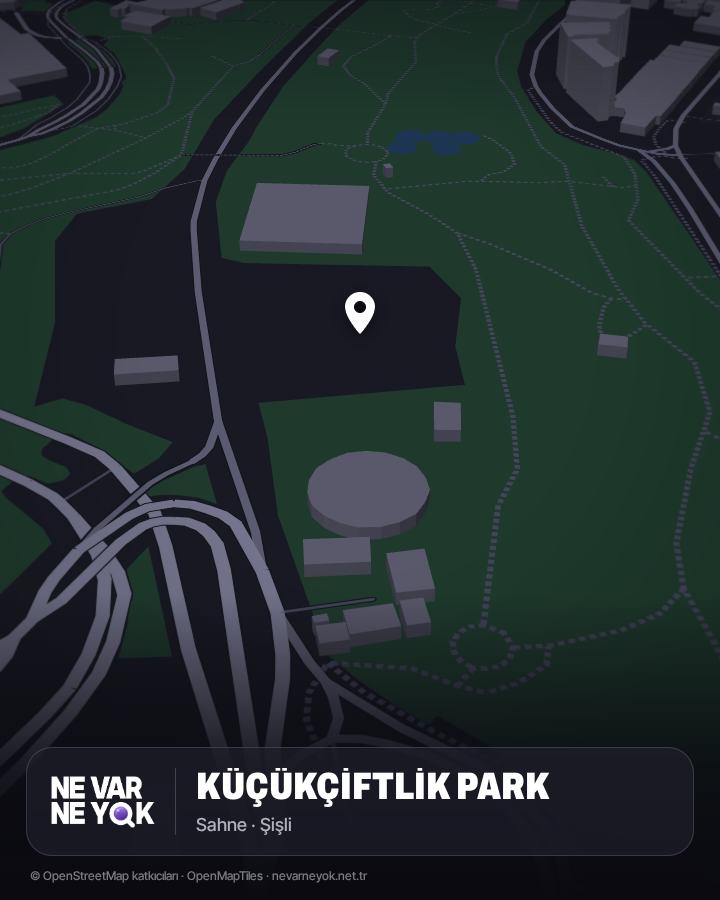 NE VAR
NE YOK
KÜÇÜKÇİFTLİK PARK
Sahne · Şişli
© OpenStreetMap katkıcıları · OpenMapTiles · nevarneyok.net.tr